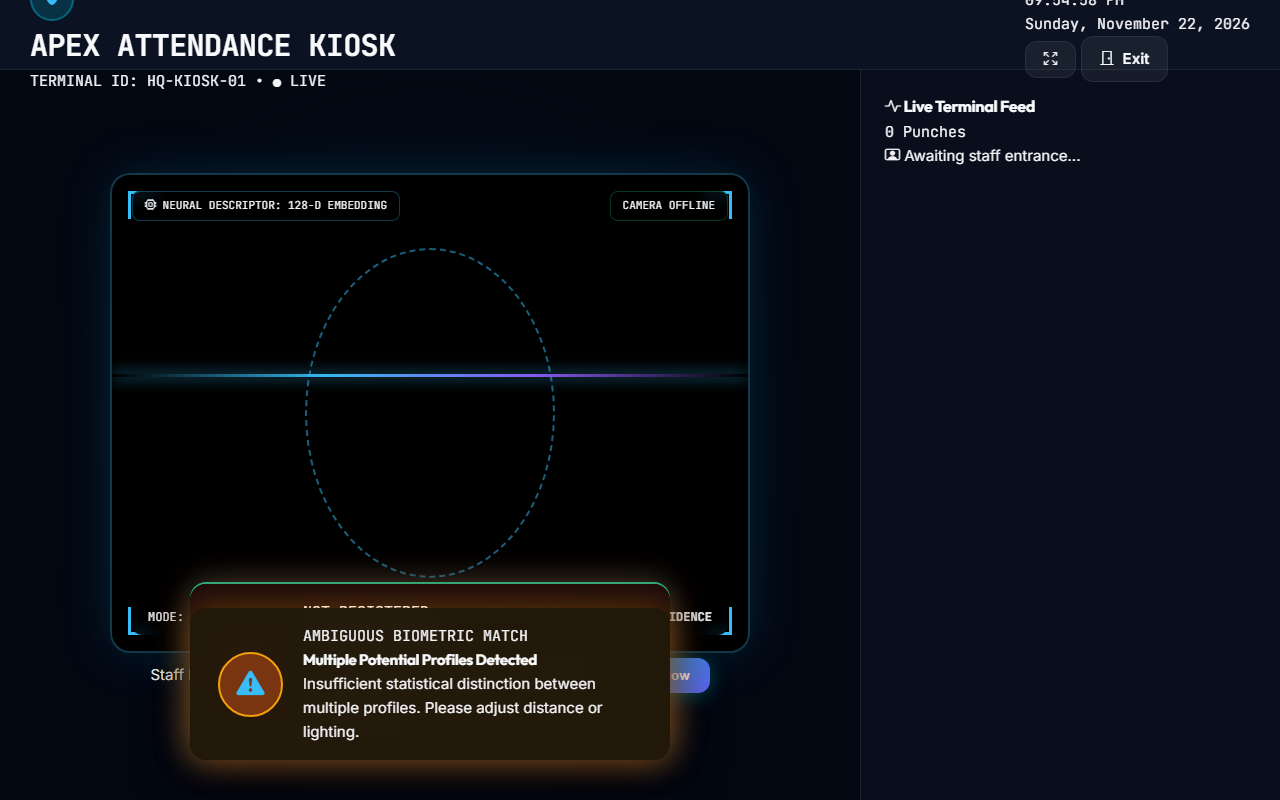 APEX ATTENDANCE KIOSK
TERMINAL ID: HQ-KIOSK-01 • ● LIVE
Sunday, November 22, 2026
Exit
NEURAL DESCRIPTOR: 128-D EMBEDDING
CAMERA OFFLINE
MODE:
AMBIGUOUS BIOMETRIC MATCH
Multiple Potential Profiles Detected
Insufficient statistical distinction between
multiple profiles. Please adjust distance or
lighting.
Staff
Live Terminal Feed
0 Punches
Awaiting staff entrance...